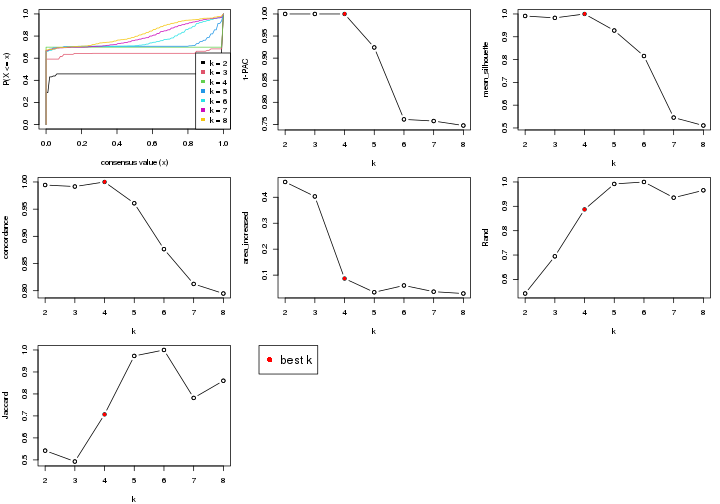 P(X <= x)
0.0 0.2 0.4 0.6 0.8 1.0
k = 2
k = 3
k = 4
k = 5
k = 6
k = 7
k = 8
0.0 0.2 0.4 0.6 0.8 1.0
consensus value (x)
1-PAC
0.75 0.80 0.85 0.90 0.95 1.00
2 3 4 5 6 7 8
k
mean_silhouette
0.5 0.6 0.7 0.8 0.9 1.0
2 3 4 5 6 7 8
k
concordance
0.80 0.85 0.90 0.95 1.00
2 3 4 5 6 7 8
k
area_increased
0.1 0.2 0.3 0.4
2 3 4 5 6 7 8
k
Rand
0.6 0.7 0.8 0.9 1.0
2 3 4 5 6 7 8
k
Jaccard
0.5 0.6 0.7 0.8 0.9 1.0
2 3 4 5 6 7 8
k
best k